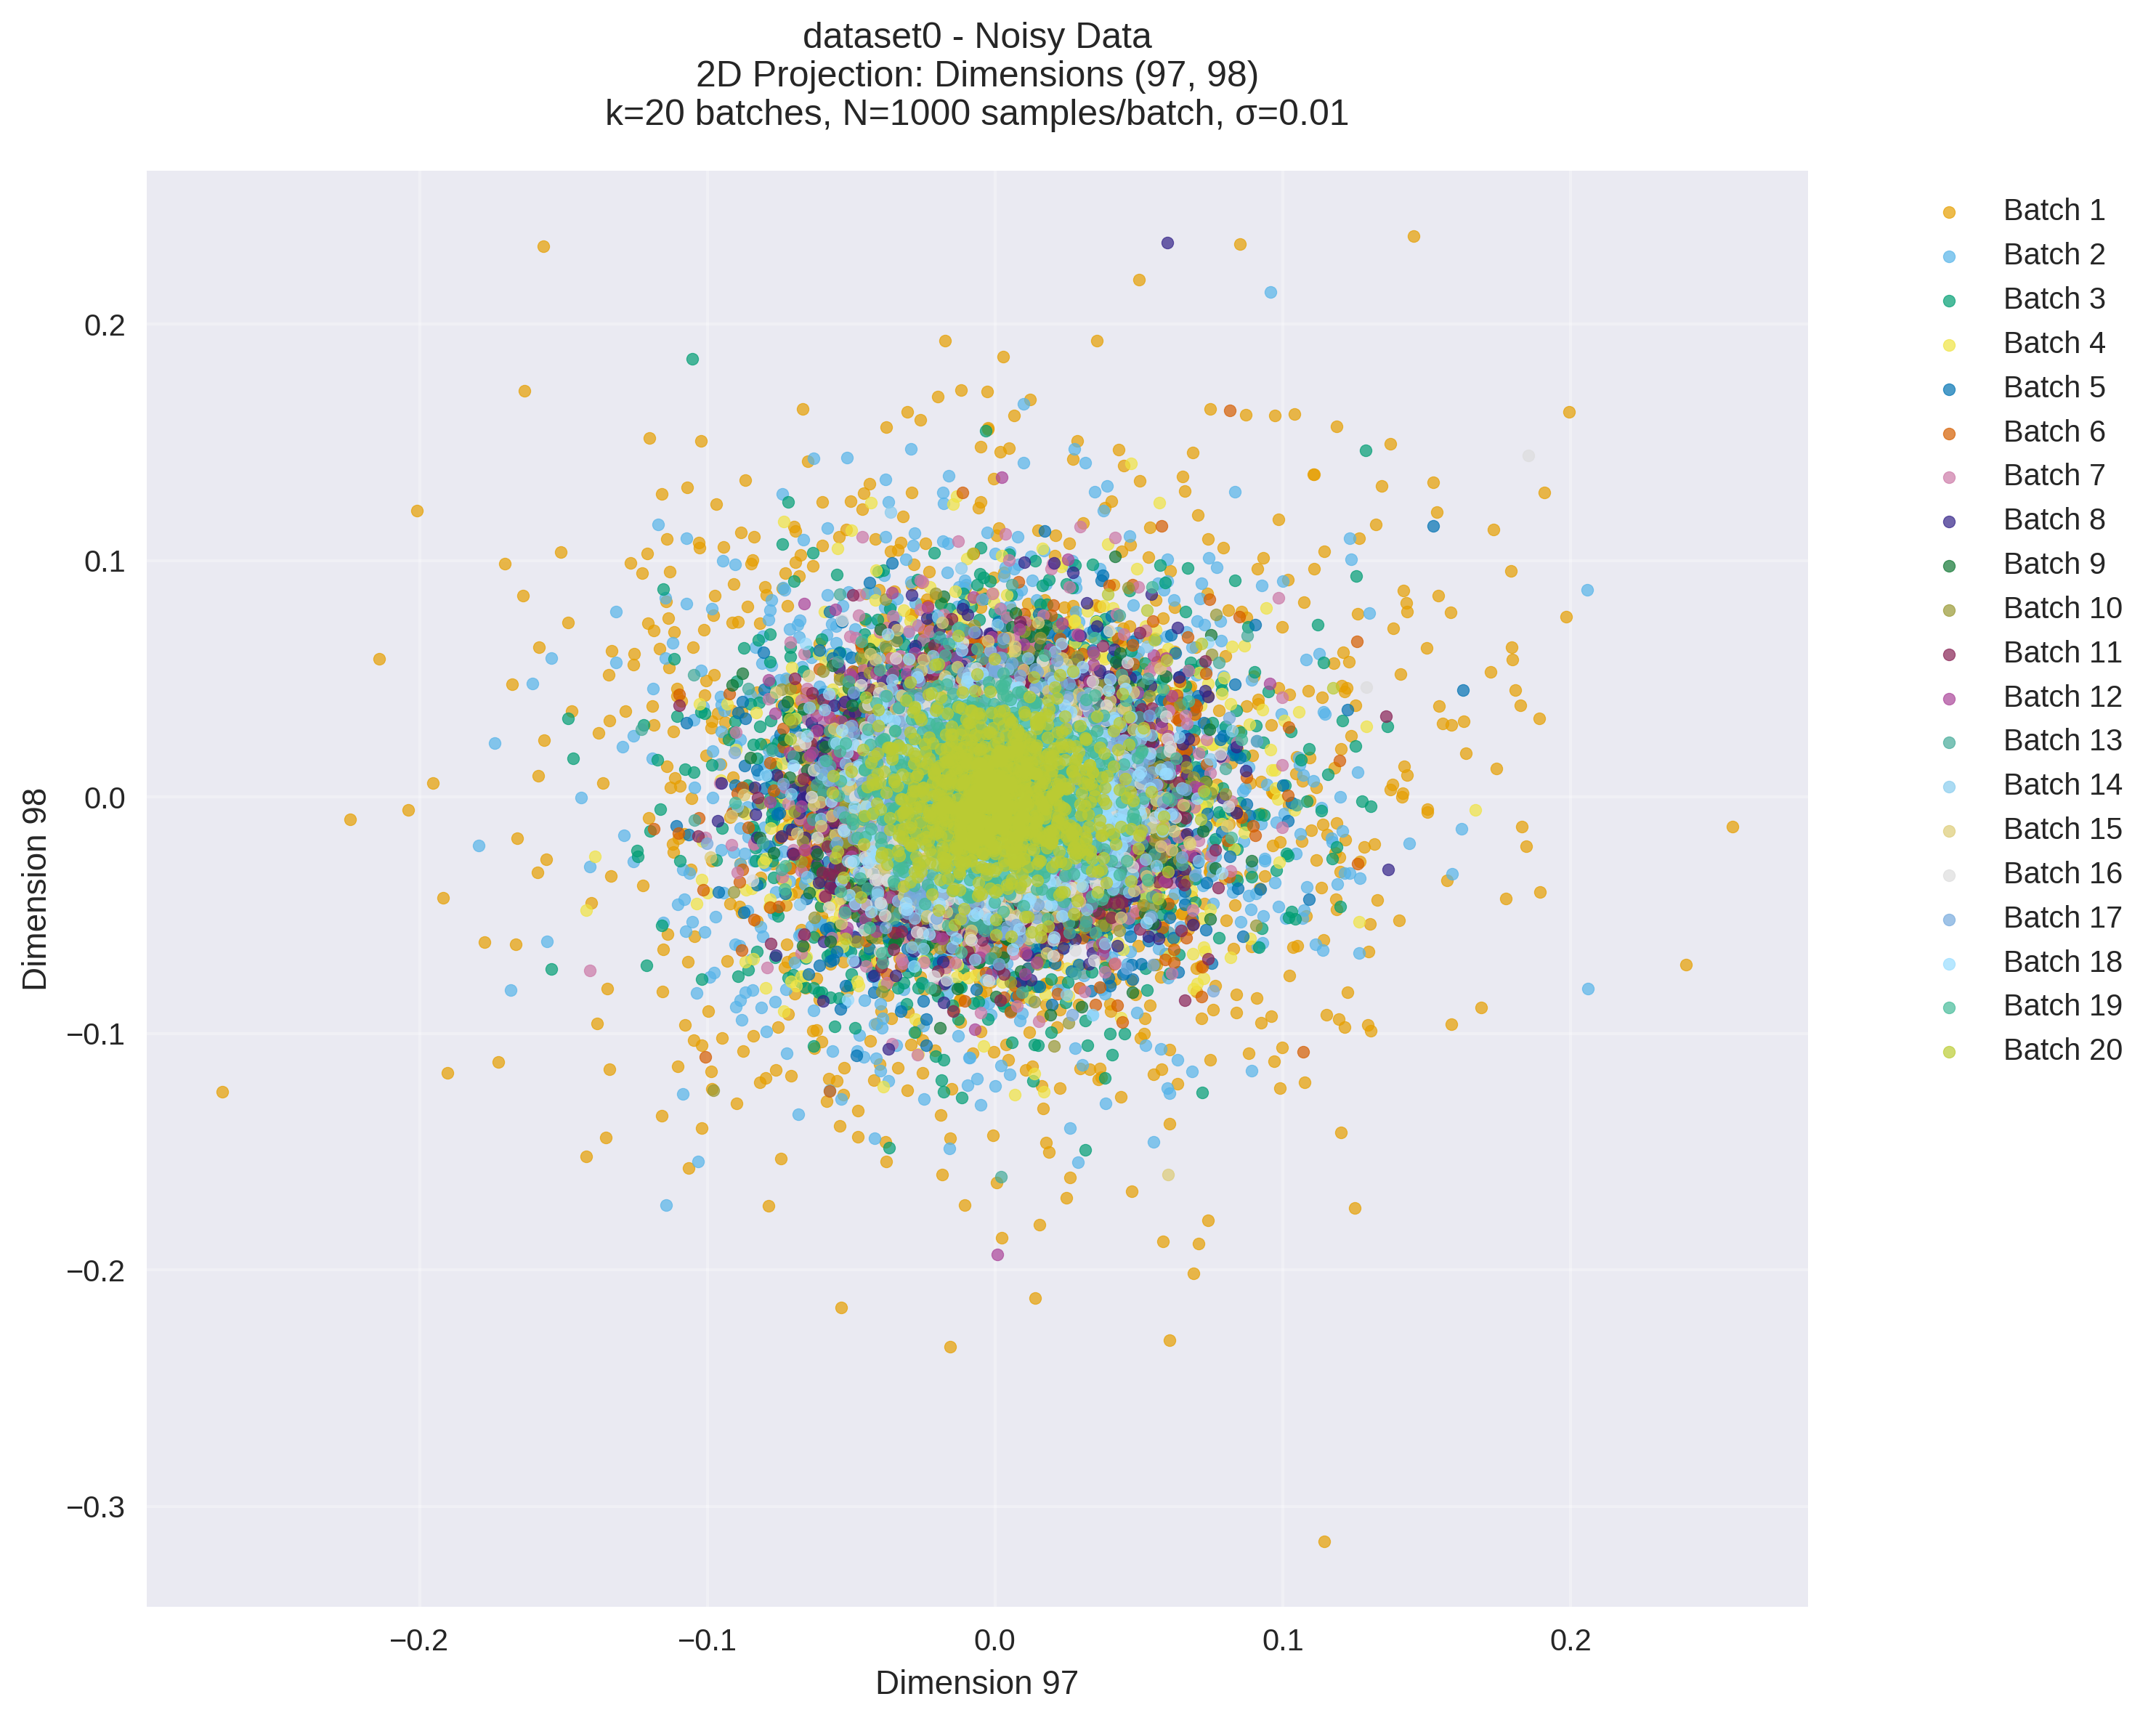 dataset0 - Noisy Data
2D Projection: Dimensions (97, 98)
k=20 batches, N=1000 samples/batch, σ=0.01
Batch 1
Batch 2
Batch 3
Batch 4
Batch 5
Batch 6
Batch 7
Batch 8
Batch 9
Batch 10
Batch 11
Batch 12
Batch 13
Batch 14
Batch 15
Batch 16
Batch 17
Batch 18
Batch 19
Batch 20
0.2
0.1
0.0
−0.1
−0.2
−0.3
Dimension 98
−0.2
−0.1
0.0
0.1
0.2
Dimension 97